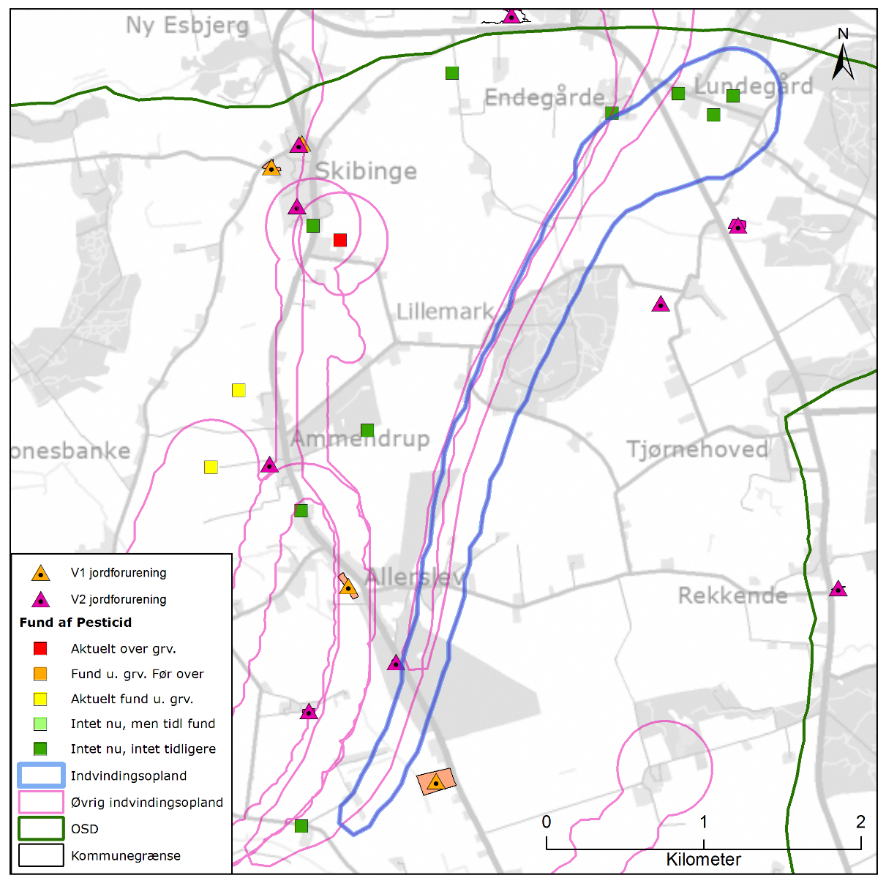 Ny Esbjerg
N
Endegårde
Lundegård
Skibinge
Lillemark
Ammendrup
onesbanke
Tjørnehoved
Allerslev
Rekkende
V1 jordforurening
V2 jordforurening
Fund af Pesticid
Aktuelt over grv.
Fund u. grv. Før over
Aktuelt fund u. grv.
Intet nu, men tidl fund
Intet nu, intet tidligere
Indvindingsopland
Øvrig indvindingsopland
OSD
Kommunegrænse
0 1 2
Kilometer